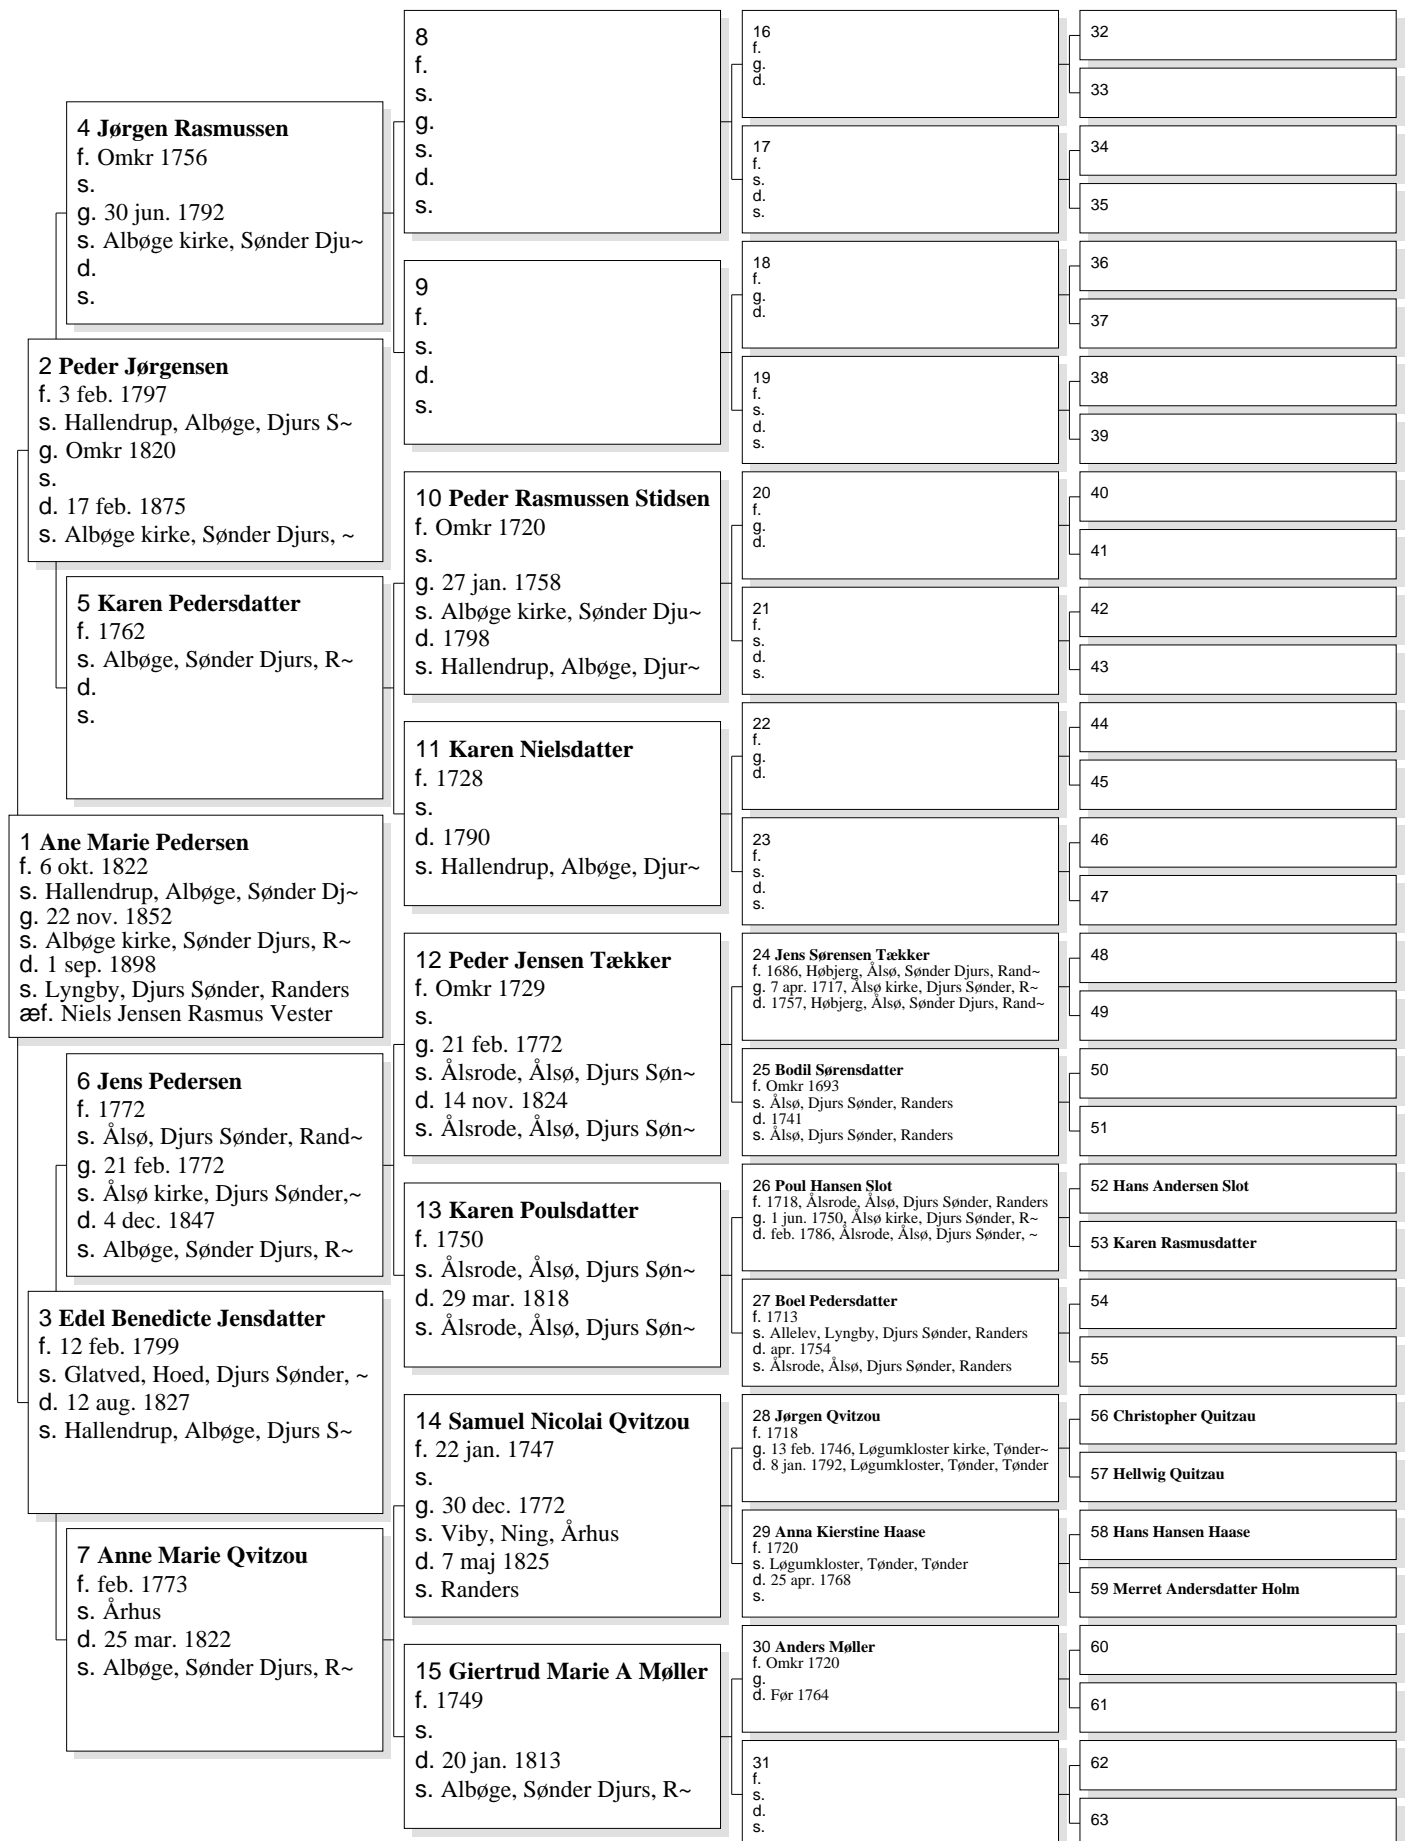 8
f.
s.
g.
s.
d.
s.
4 Jørgen Rasmussen
f. Omkr 1756
s.
g. 30 jun. 1792
s. Albøge kirke, Sønder Dju~
d.
s.
9
f.
s.
d.
s.
2 Peder Jørgensen
f. 3 feb. 1797
s. Hallendrup, Albøge, Djurs S~
g. Omkr 1820
s.
d. 17 feb. 1875
s. Albøge kirke, Sønder Djurs, ~
10 Peder Rasmussen Stidsen
f. Omkr 1720
s.
g. 27 jan. 1758
s. Albøge kirke, Sønder Dju~
d. 1798
s. Hallendrup, Albøge, Djur~
5 Karen Pedersdatter
f. 1762
s. Albøge, Sønder Djurs, R~
d.
s.
11 Karen Nielsdatter
f. 1728
s.
d. 1790
s. Hallendrup, Albøge, Djur~
1 Ane Marie Pedersen
f. 6 okt. 1822
s. Hallendrup, Albøge, Sønder Dj~
g. 22 nov. 1852
s. Albøge kirke, Sønder Djurs, R~
d. 1 sep. 1898
s. Lyngby, Djurs Sønder, Randers
æf. Niels Jensen Rasmus Vester
12 Peder Jensen Tækker
f. Omkr 1729
s.
g. 21 feb. 1772
s. Ålsrode, Ålsø, Djurs Søn~
d. 14 nov. 1824
s. Ålsrode, Ålsø, Djurs Søn~
6 Jens Pedersen
f. 1772
s. Ålsø, Djurs Sønder, Rand~
g. 21 feb. 1772
s. Ålsø kirke, Djurs Sønder,~
d. 4 dec. 1847
s. Albøge, Sønder Djurs, R~
13 Karen Poulsdatter
f. 1750
s. Ålsrode, Ålsø, Djurs Søn~
d. 29 mar. 1818
s. Ålsrode, Ålsø, Djurs Søn~
3 Edel Benedicte Jensdatter
f. 12 feb. 1799
s. Glatved, Hoed, Djurs Sønder, ~
d. 12 aug. 1827
s. Hallendrup, Albøge, Djurs S~
14 Samuel Nicolai Qvitzou
f. 22 jan. 1747
s.
g. 30 dec. 1772
s. Viby, Ning, Århus
d. 7 maj 1825
s. Randers
7 Anne Marie Qvitzou
f. feb. 1773
s. Århus
d. 25 mar. 1822
s. Albøge, Sønder Djurs, R~
15 Giertrud Marie A Møller
f. 1749
s.
d. 20 jan. 1813
s. Albøge, Sønder Djurs, R~
16
f.
g.
d.
17
f.
s.
d.
s.
18
f.
g.
d.
19
f.
s.
d.
s.
20
f.
g.
d.
21
f.
s.
d.
s.
22
f.
g.
d.
23
f.
s.
d.
s.
24 Jens Sørensen Tækker
f. 1686, Høbjerg, Ålsø, Sønder Djurs, Rand~
g. 7 apr. 1717, Ålsø kirke, Djurs Sønder, R~
d. 1757, Høbjerg, Ålsø, Sønder Djurs, Rand~
25 Bodil Sørensdatter
f. Omkr 1693
s. Ålsø, Djurs Sønder, Randers
d. 1741
s. Ålsø, Djurs Sønder, Randers
26 Poul Hansen Slot
f. 1718, Ålsrode, Ålsø, Djurs Sønder, Randers
g. 1 jun. 1750, Ålsø kirke, Djurs Sønder, R~
d. feb. 1786, Ålsrode, Ålsø, Djurs Sønder, ~
27 Boel Pedersdatter
f. 1713
s. Allelev, Lyngby, Djurs Sønder, Randers
d. apr. 1754
s. Ålsrode, Ålsø, Djurs Sønder, Randers
28 Jørgen Qvitzou
f. 1718
g. 13 feb. 1746, Løgumkloster kirke, Tønder~
d. 8 jan. 1792, Løgumkloster, Tønder, Tønder
29 Anna Kierstine Haase
f. 1720
s. Løgumkloster, Tønder, Tønder
d. 25 apr. 1768
s.
30 Anders Møller
f. Omkr 1720
g.
d. Før 1764
31
f.
s.
d.
s.
32
33
34
35
36
37
38
39
40
41
42
43
44
45
46
47
48
49
50
51
52 Hans Andersen Slot
53 Karen Rasmusdatter
54
55
56 Christopher Quitzau
57 Hellwig Quitzau
58 Hans Hansen Haase
59 Merret Andersdatter Holm
60
61
62
63